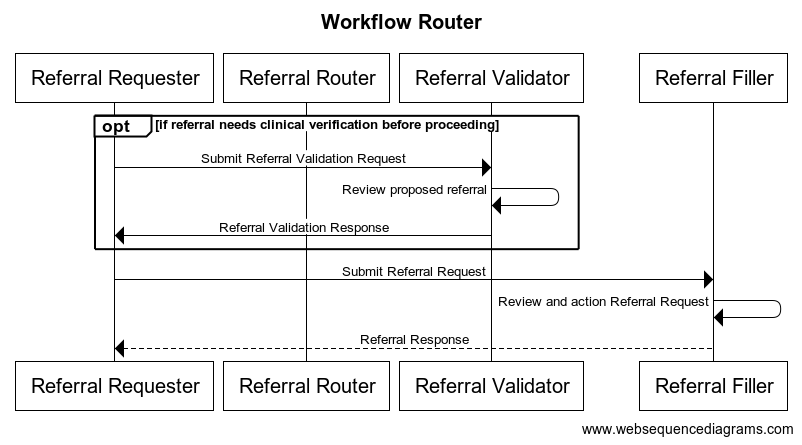 Workflow Router
Referral Requester
Referral Router
Referral Validator
Referral Filler
opt
[if referral needs clinical verification before proceeding]
Submit Referral Validation Request
Review proposed referral
Referral Validation Response
Submit Referral Request
Review and action Referral Request
Referral Response
Referral Requester
Referral Router
Referral Validator
Referral Filler
www.websequencediagrams.com